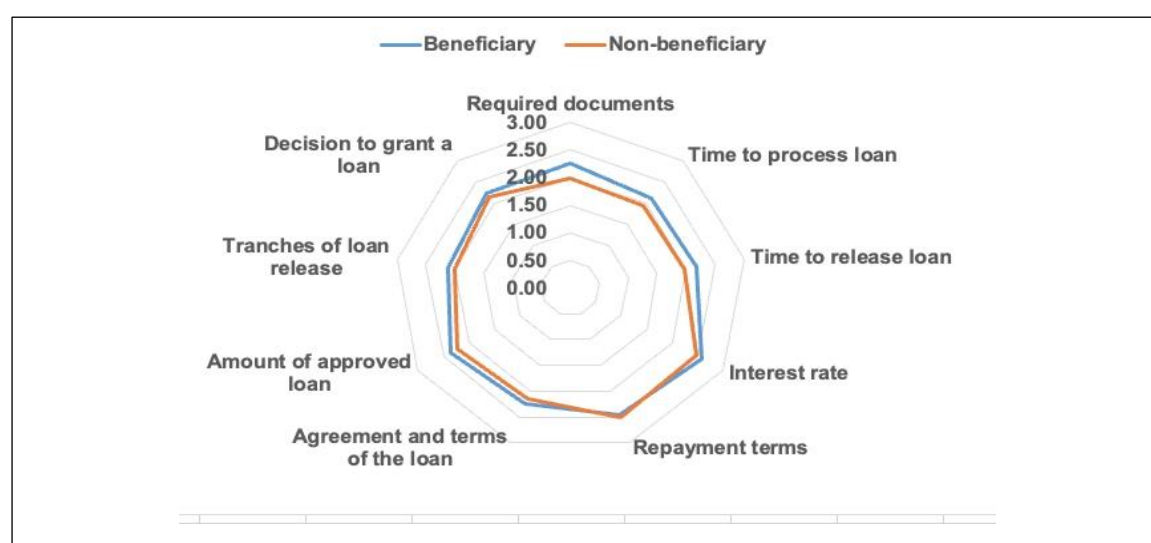 Beneficiary Non-beneficiary
Required documents
3.00
2.50
2.00
1.50
1.00
0.50
0.00
Time to process loan
Time to release loan
Interest rate
Repayment terms
Agreement and terms
of the loan
Amount of approved
loan
Tranches of loan
release
Decision to grant a
loan